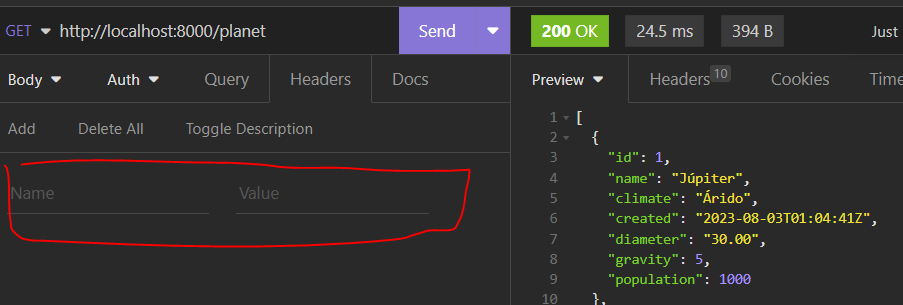 GET http://localhost:8000/planet Send 200 OK 24.5 ms 394 B Just
Body Auth Query Headers Docs Preview Headers 10 Cookies Time
Add Delete All Toggle Description
Name Value
1 [
2 {
3 "id": 1,
4 "name": "Júpiter",
5 "climate": "Árido",
6 "created": "2023-08-03T01:04:41Z",
7 "diameter": "30.00",
8 "gravity": 5,
9 "population": 1000
10 },